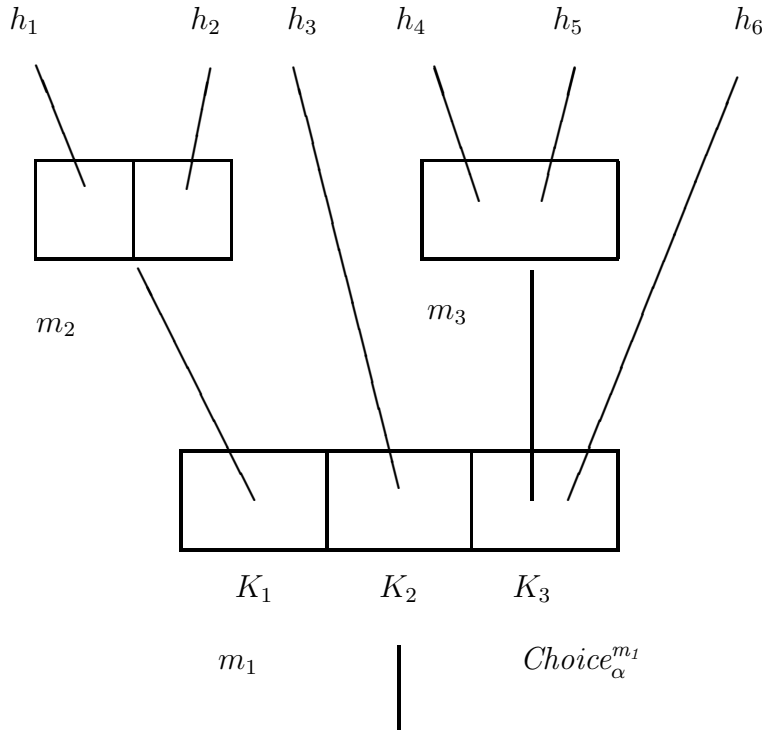 h₁ h₂ h₃ h₄ h₅ h₆
m₂ m₃
K₁ K₂ K₃
m₁ Choice_α^{m₁}